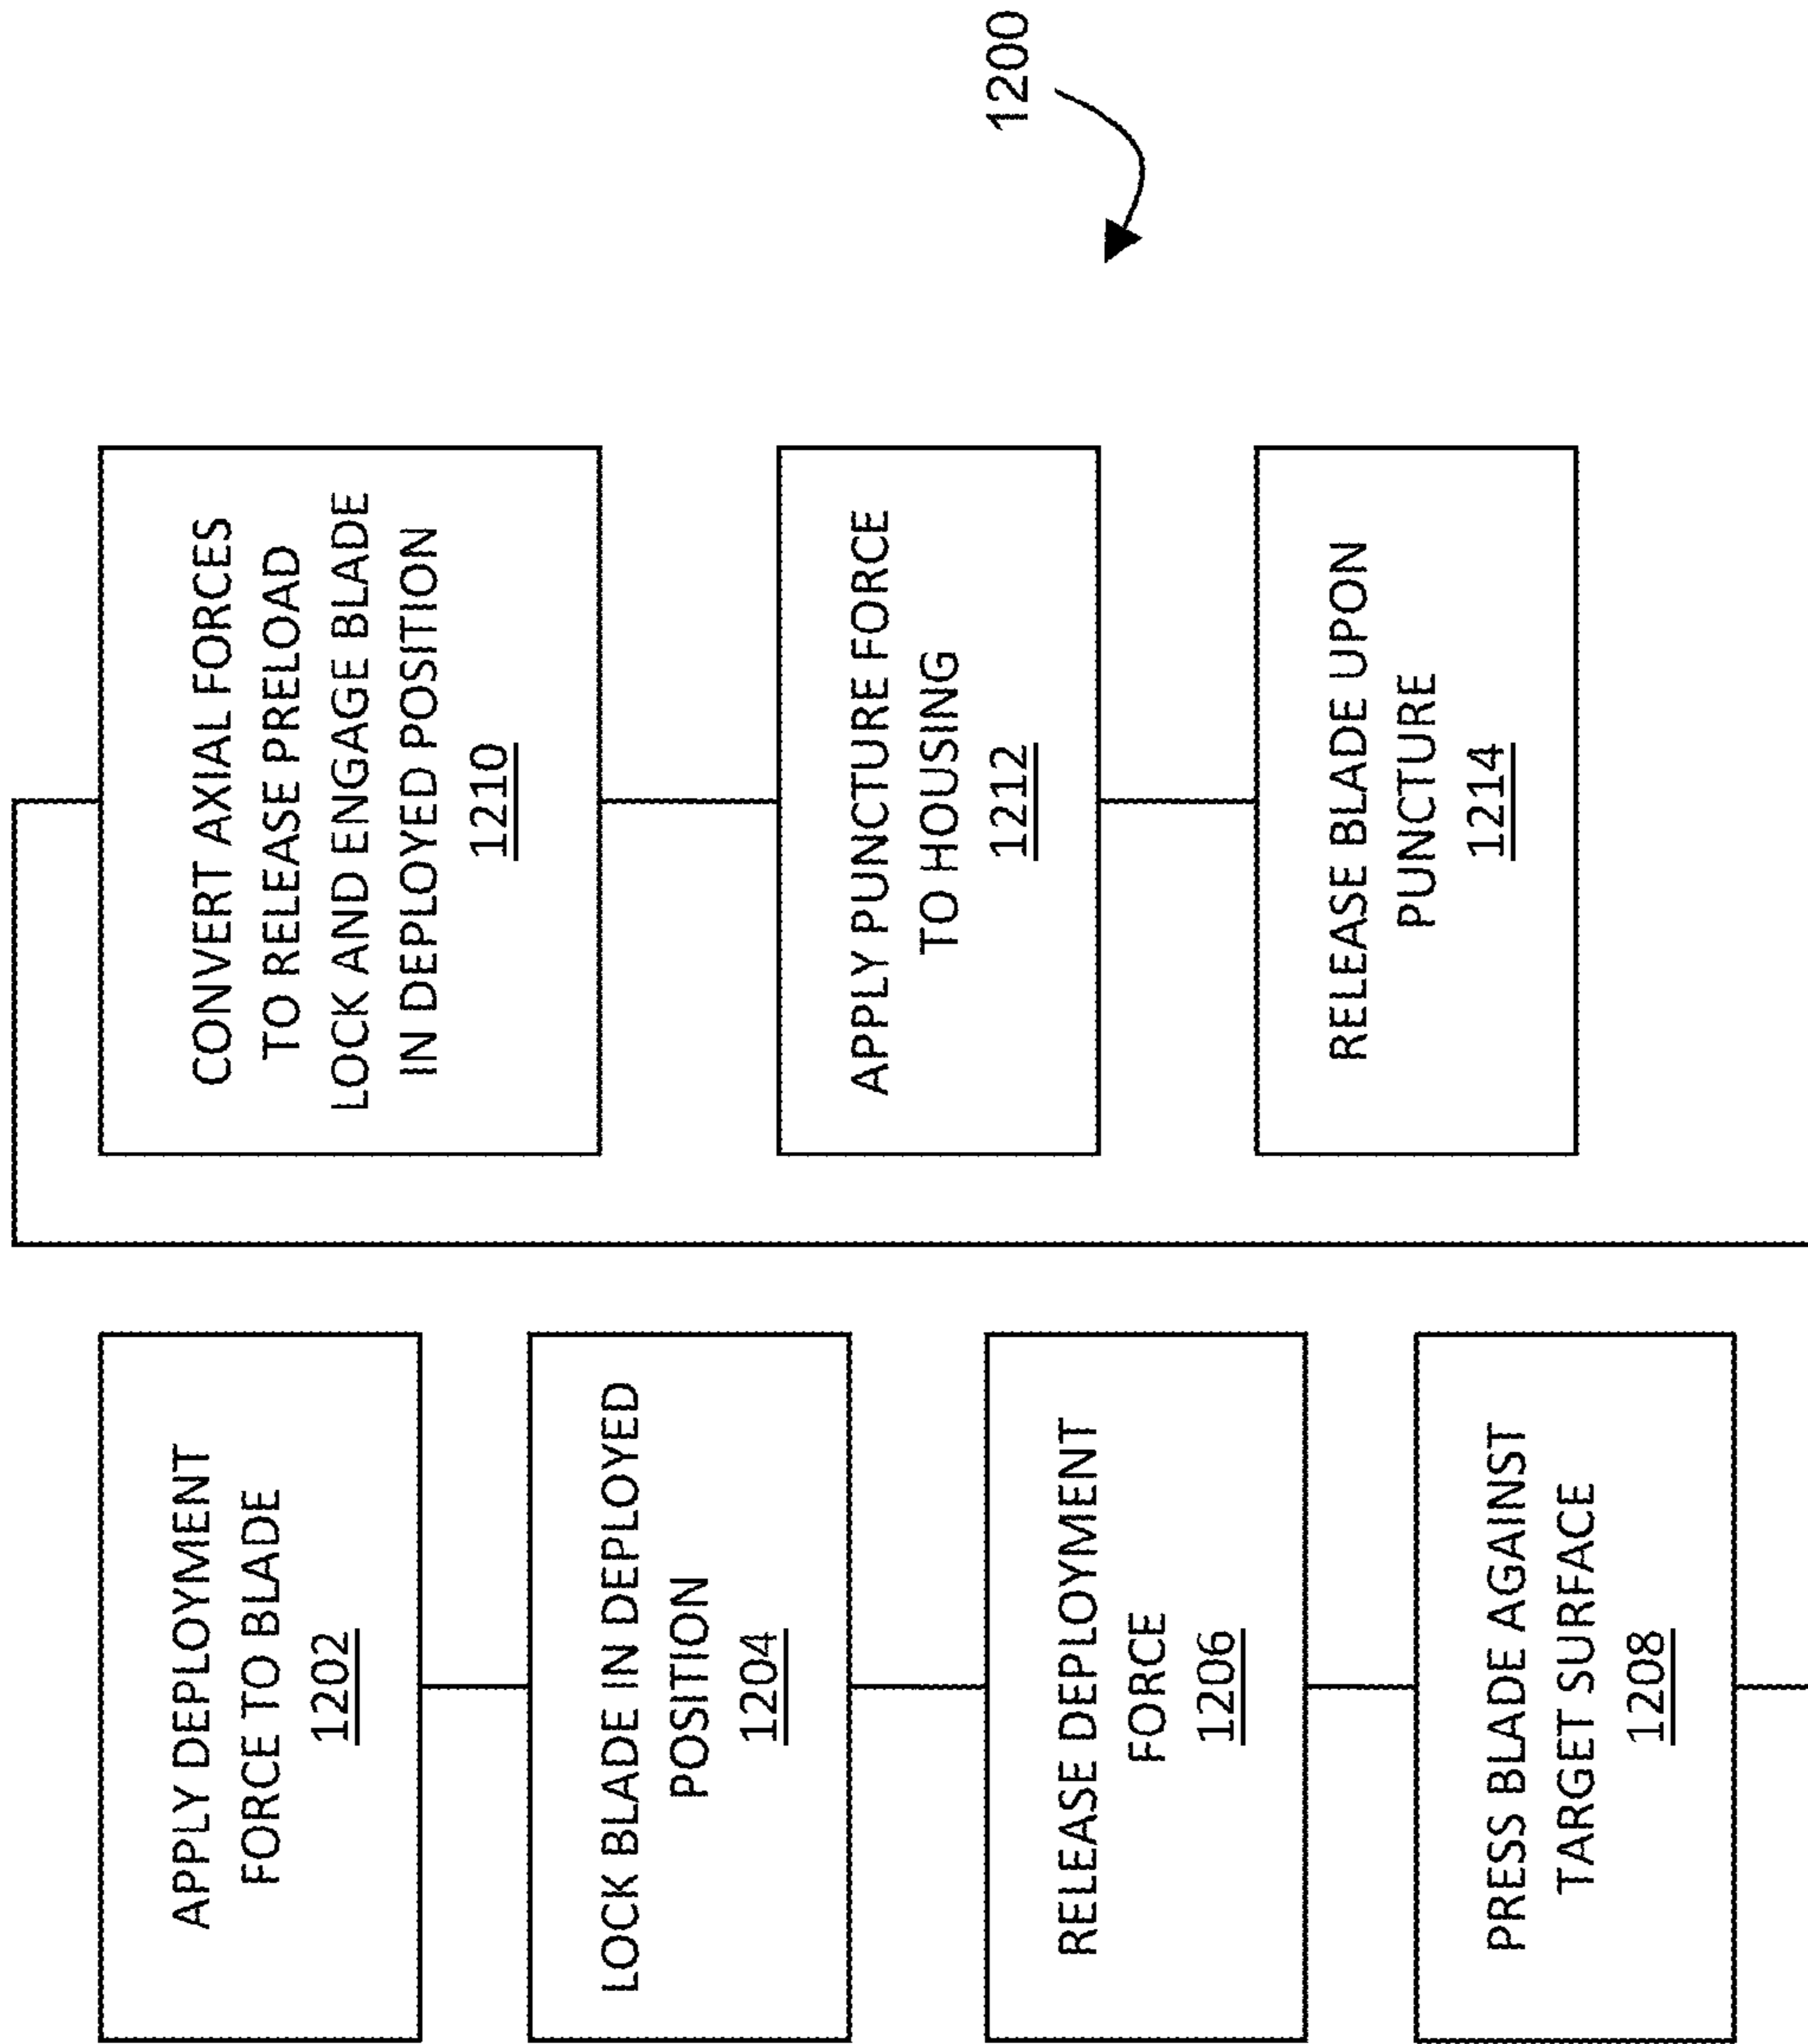 APPLY DEPLOYMENT
FORCE TO BLADE
1202
LOCK BLADE IN DEPLOYED
POSITION
1204
RELEASE DEPLOYMENT
FORCE
1206
PRESS BLADE AGAINST
TARGET SURFACE
1208
CONVERT AXIAL FORCES
TO RELEASE PRELOAD
LOCK AND ENGAGE BLADE
IN DEPLOYED POSITION
1210
APPLY PUNCTURE FORCE
TO HOUSING
1212
RELEASE BLADE UPON
PUNCTURE
1214
1200